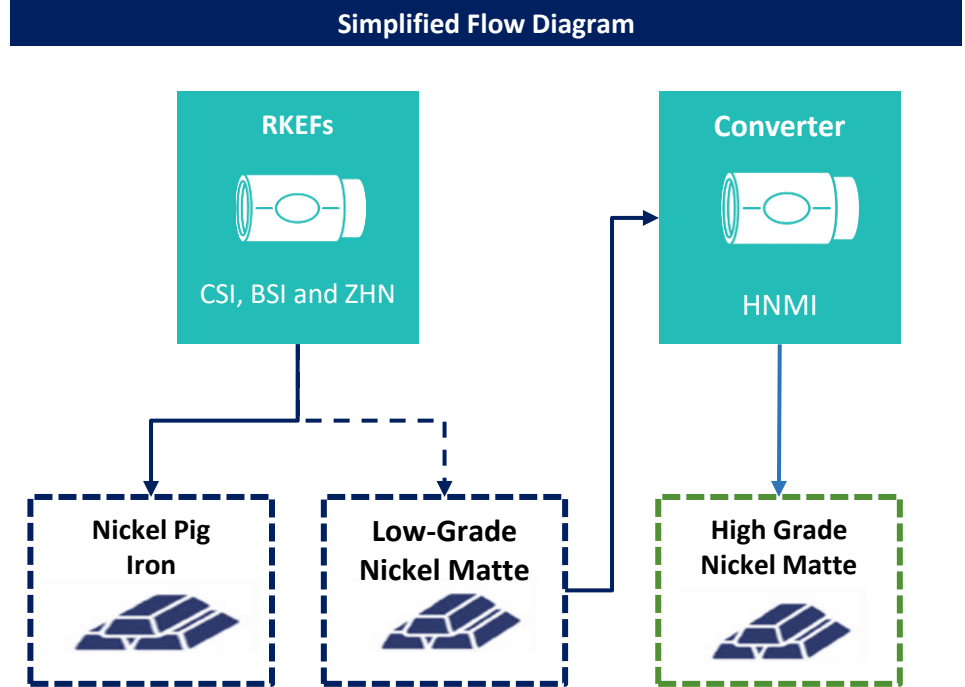 Simplified Flow Diagram
RKEFs
CSI, BSI and ZHN
Converter
HNMI
Nickel Pig
Iron
Low-Grade
Nickel Matte
High Grade
Nickel Matte